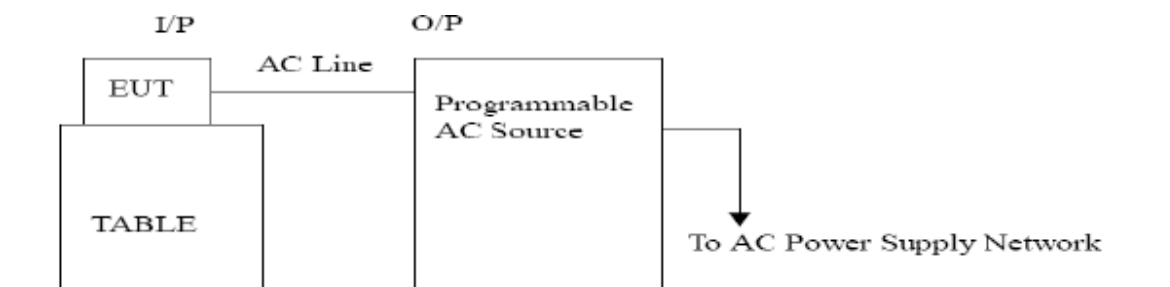 I/P
O/P
AC Line
EUT
Programmable
AC Source
TABLE
To AC Power Supply Network